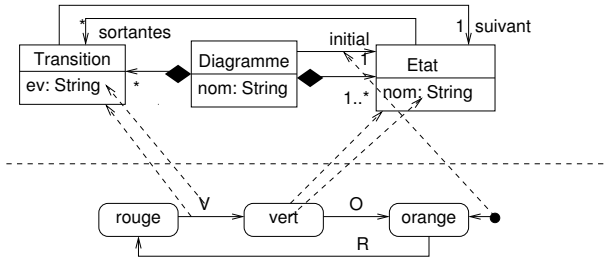 * sortantes initial 1 suivant
Transition Diagramme 1 Etat
ev: String nom: String nom: String
* 1..*
rouge V vert O orange
R